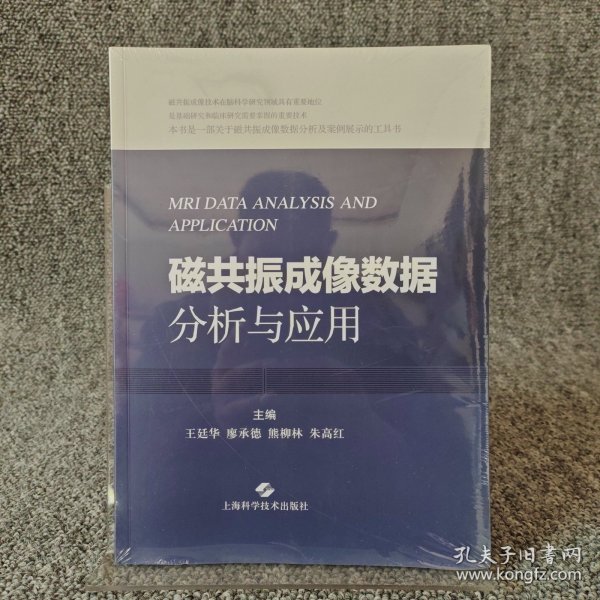 磁共振成像技术在脑科学研究领域具有重要地位
是基础研究和临床研究需要掌握的重要技术
本书是一部关于磁共振成像数据分析及案例展示的工具书
MRI DATA ANALYSIS AND
APPLICATION
磁共振成像数据
分析与应用
主编
王廷华 廖承德 熊柳林 朱高红
上海科学技术出版社
孔夫子旧书网
www.kongfz.com